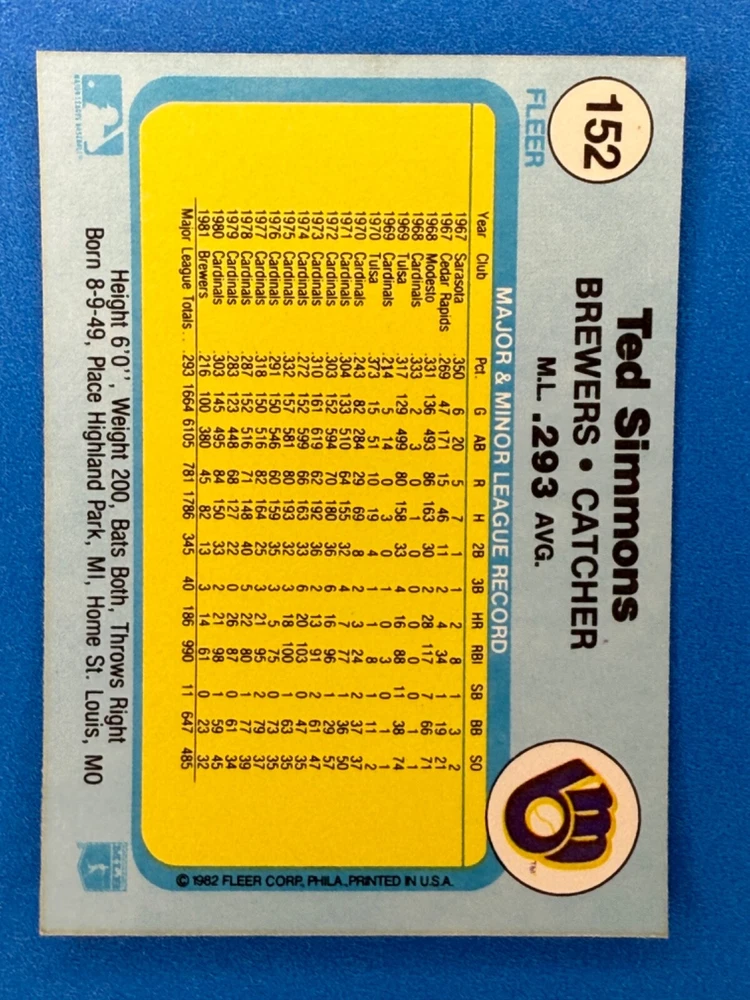 152
FLEER
Ted Simmons
BREWERS • CATCHER
M.L. .293 AVG.
TM
MAJOR & MINOR LEAGUE RECORD
Year Club Pct. G AB R H 2B 3B HR RBI SB BB SO
1967 Sarasota .350 6 20 5 7 1 1 2 8 1 3 2
1967 Cedar Rapids .269 47 171 15 46 11 2 4 34 1 19 21
1968 Modesto .331 136 493 86 163 30 2 28 117 7 66 71
1968 Cardinals .333 2 3 0 1 0 0 0 0 0 1 1
1969 Tulsa .317 129 499 80 158 33 4 16 88 11 38 74
1969 Cardinals .214 5 14 0 3 0 1 0 3 0 1 1
1970 Tulsa .373 15 51 10 19 4 1 1 8 1 11 2
1970 Cardinals .243 82 284 29 69 8 2 3 24 2 37 37
1971 Cardinals .304 133 510 64 155 32 4 7 77 1 36 50
1972 Cardinals .303 152 594 70 180 36 6 16 96 1 29 57
1973 Cardinals .310 161 619 62 192 36 2 13 91 2 61 47
1974 Cardinals .272 152 599 66 163 33 6 20 103 0 47 35
1975 Cardinals .332 157 581 80 193 32 3 18 100 1 63 35
1976 Cardinals .291 150 546 60 159 35 3 5 75 0 73 35
1977 Cardinals .318 150 516 82 164 25 3 21 95 2 79 37
1978 Cardinals .287 152 516 71 148 40 5 22 80 1 77 39
1979 Cardinals .283 123 448 68 127 22 0 26 87 0 61 34
1980 Cardinals .303 145 495 84 150 33 2 21 98 1 59 45
1981 Brewers .216 100 380 45 82 13 3 14 61 0 23 32
Major League Totals . . .293 1664 6105 781 1786 345 40 186 990 11 647 485
© 1982 FLEER CORP., PHILA., PRINTED IN U.S.A.
MAJOR LEAGUE BASEBALL
Height 6'0'', Weight 200, Bats Both, Throws Right
Born 8-9-49, Place Highland Park, MI, Home St. Louis, MO